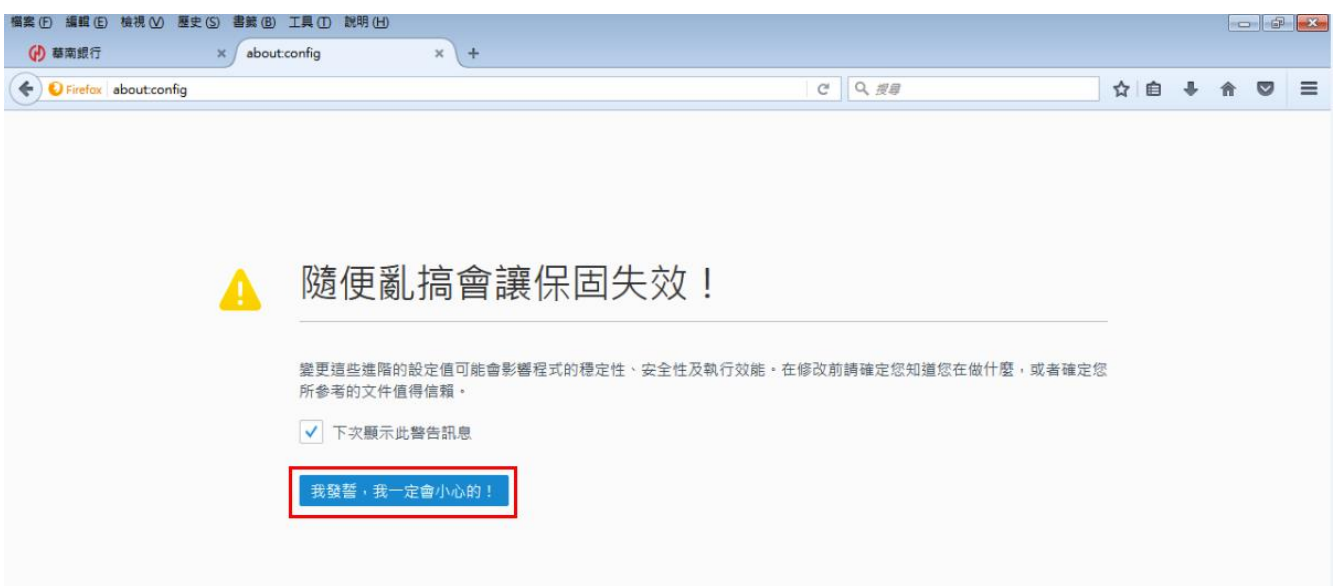 檔案(F) 編輯(E) 檢視(V) 歷史(S) 書籤(B) 工具(T) 說明(H)
華南銀行 × about:config × +
Firefox about:config 搜尋
隨便亂搞會讓保固失效！
變更這些進階的設定值可能會影響程式的穩定性、安全性及執行效能。在修改前請確定您知道您在做什麼，或者確定您
所參考的文件值得信賴。
下次顯示此警告訊息
我發誓，我一定會小心的！